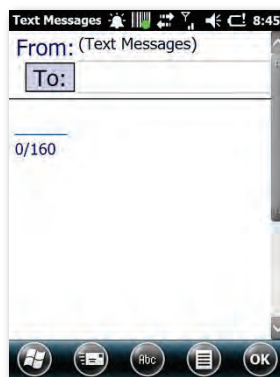 Text Messages 8:45
From: (Text Messages)
To:
0/160
Abc
OK